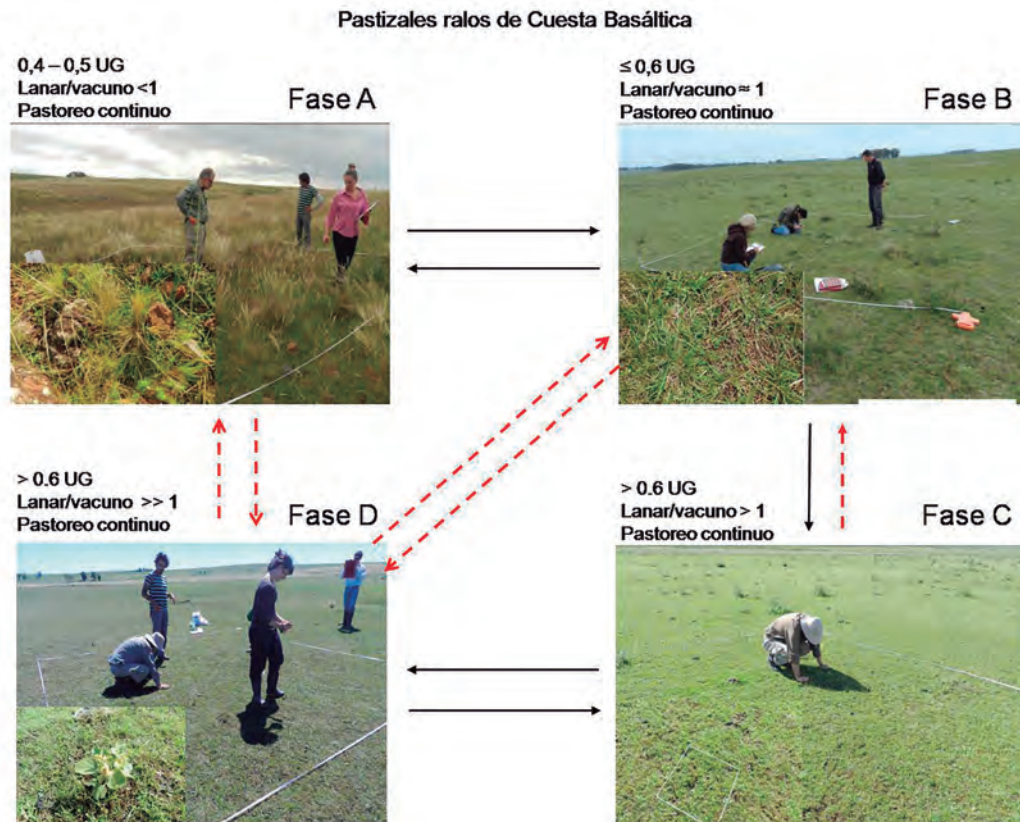 Pastizales ralos de Cuesta Basáltica
0,4 – 0,5 UG
Lanar/vacuno <1
Pastoreo continuo
Fase A
≤ 0,6 UG
Lanar/vacuno ≈ 1
Pastoreo continuo
Fase B
> 0.6 UG
Lanar/vacuno >> 1
Pastoreo continuo
Fase D
> 0.6 UG
Lanar/vacuno > 1
Pastoreo continuo
Fase C